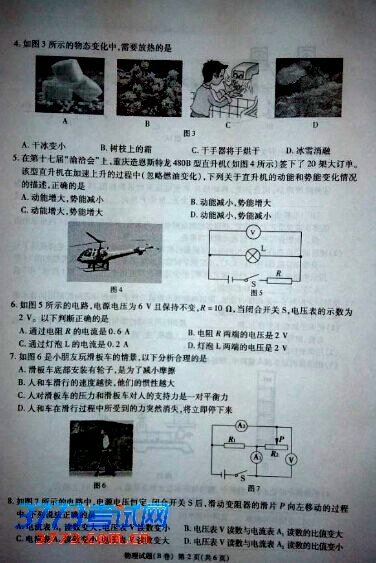 4.如图3所示的物态变化中,需要放热的是
A B C D
图3
A.干冰变小 B.树枝上的霜 C.干手器将手烘干 D.冰雪消融
5.在第十七届“渝洽会”上,重庆造恩斯特龙480B型直升机(如图4所示)签下了20架大订单。
该型直升机在加速上升的过程中(忽略燃油变化),下列关于直升机的动能和势能变化情况
的描述,正确的是
A.动能增大,势能减小 B.动能减小,势能增大
C.动能增大,势能增大 D.动能减小,势能减小
V
L
S R
图4 图5
6.如图5所示的电路,电源电压为6 V且保持不变,R=10 Ω,当闭合开关S,电压表的示数为
2 V。以下判断正确的是
A.通过电阻R的电流是0.6 A B.电阻R两端的电压是2 V
C.通过灯泡L的电流是0.2 A D.灯泡L两端的电压是2 V
7.如图6是小朋友玩滑板车的情景,以下分析合理的是
A.滑板车底部安装有轮子,是为了减小摩擦
B.人和车滑行的速度越快,他们的惯性越大
C.人对滑板车的压力和滑板车对人的支持力是一对平衡力
D.人和车在滑行过程中所受到的力突然消失,将立即停下来
A₂
R₁ P R₂
A₁ V
S
图6 图7
8.如图7所示的电路中,电源电压恒定,闭合开关S后,滑动变阻器的滑片P向左移动的过程
中,下列说法正确的是
B.电压表V读数与电流表A₁读数的比值变大
D.电压表V读数与电流表A₂读数的比值变大
物理试题(B卷) 第2页(共6页)